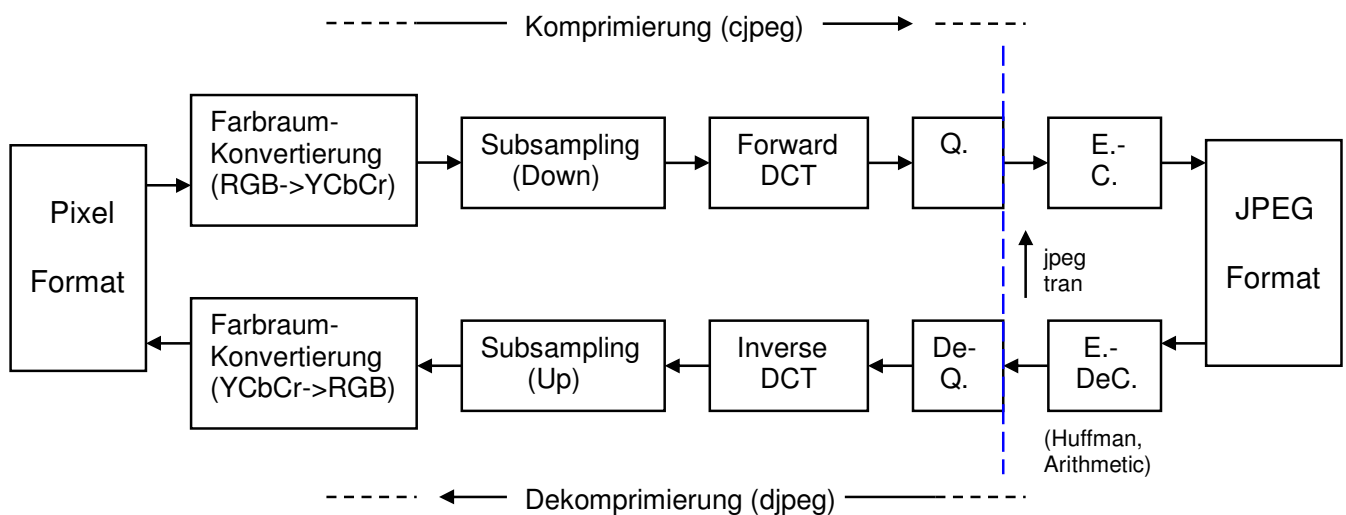 Komprimierung (cjpeg)
Pixel
Format
Farbraum-
Konvertierung
(RGB->YCbCr)
Subsampling
(Down)
Forward
DCT
Q.
E.-
C.
JPEG
Format
jpeg
tran
Farbraum-
Konvertierung
(YCbCr->RGB)
Subsampling
(Up)
Inverse
DCT
De-
Q.
E.-
DeC.
(Huffman,
Arithmetic)
Dekomprimierung (djpeg)